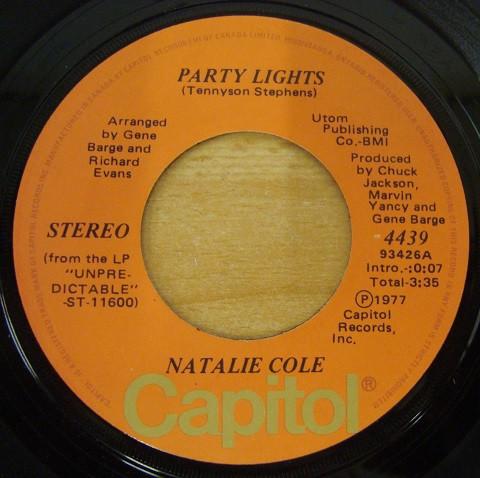 PARTY LIGHTS
(Tennyson Stephens)
Arranged
by Gene
Barge and
Richard
Evans
Utom
Publishing
Co.-BMI
Produced
by Chuck
Jackson,
Marvin
Yancy and
Gene Barge
STEREO
(from the LP
"UNPRE-
DICTABLE"
-ST-11600)
4439
93426A
Intro.-:0:07
Total-3:35
Ⓟ1977
Capitol
Records,
Inc.
NATALIE COLE
Capitol®